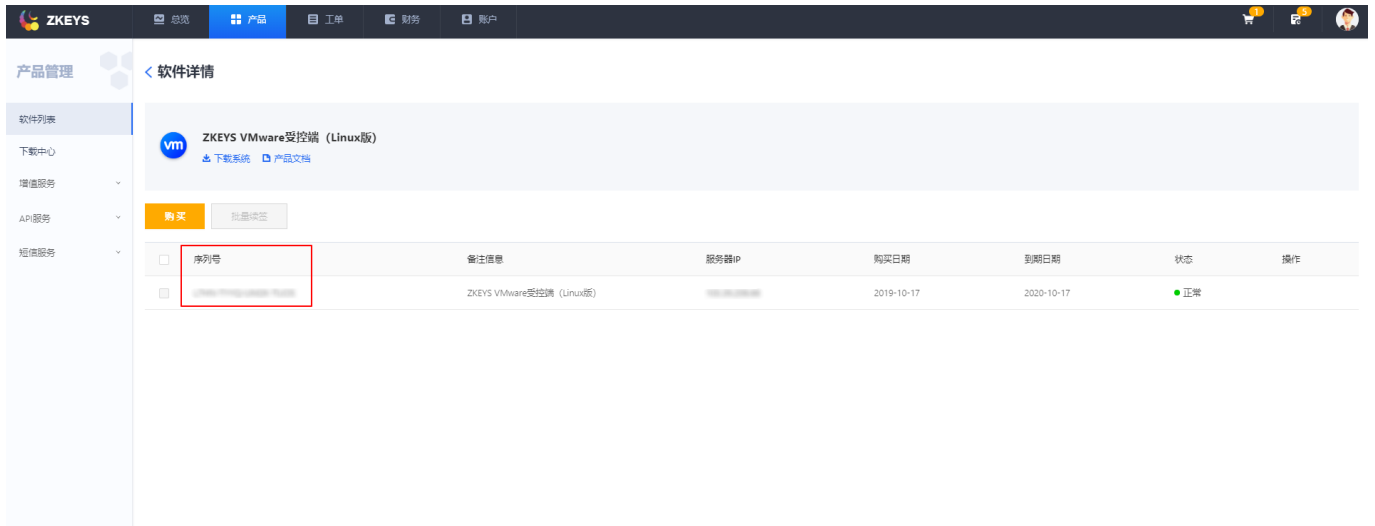 ZKEYS 总览 产品 工单 财务 账户 1 5
产品管理
软件列表
下载中心
增值服务
API服务
短信服务
软件详情
vm
ZKEYS VMware受控端（Linux版）
下载系统 产品文档
购买 批量续签
序列号 备注信息 服务器IP 购买日期 到期日期 状态 操作
ZKEYS VMware受控端（Linux版） 2019-10-17 2020-10-17 正常